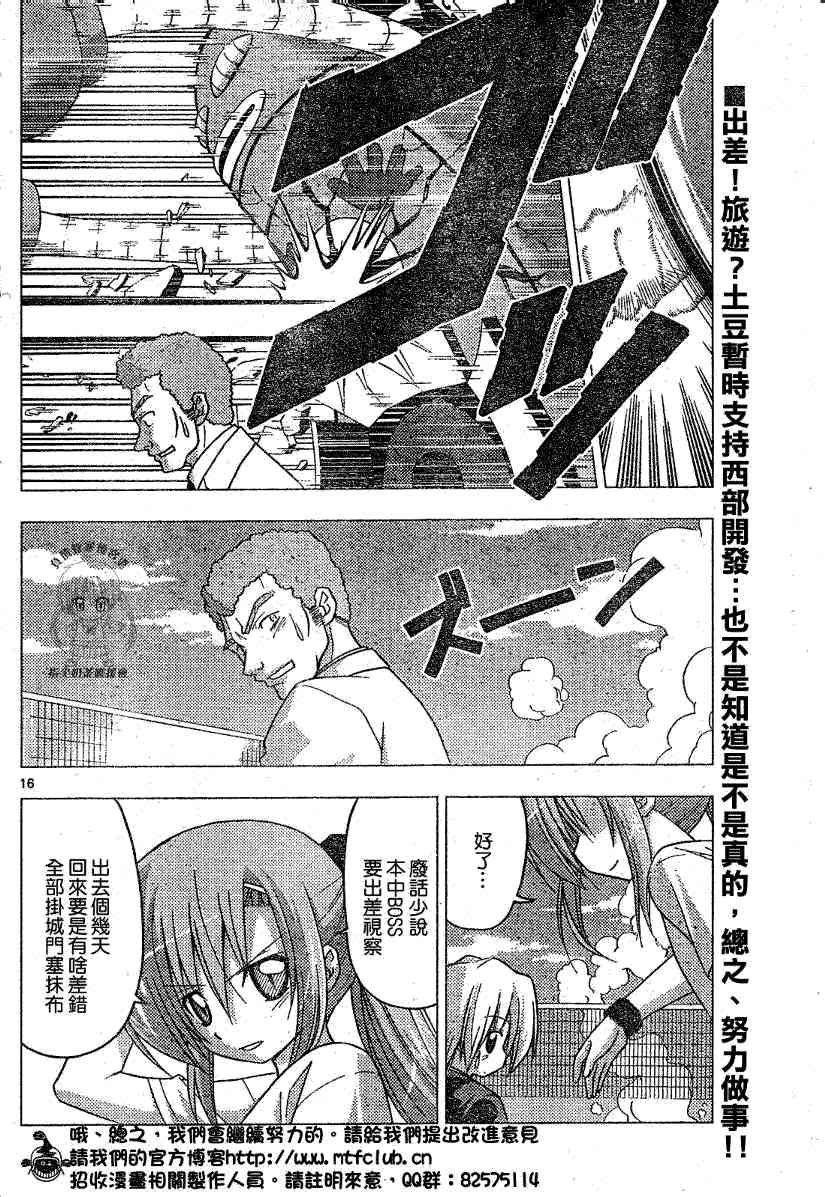 ■出差！旅遊？土豆暫時支持西部開發…也不是知道是不是真的，總之、努力做事!!
ズーン
16
好了…
廢話少說
本中BOSS
要出差視察
出去個幾天
回來要是有啥差錯
全部掛城門塞抹布
哦、總之，我們會繼續努力的。請給我們提出改進意見
請我們的官方博客http://www.mtfclub.cn
招收漫畫相關製作人員。請註明來意，QQ群：82575114